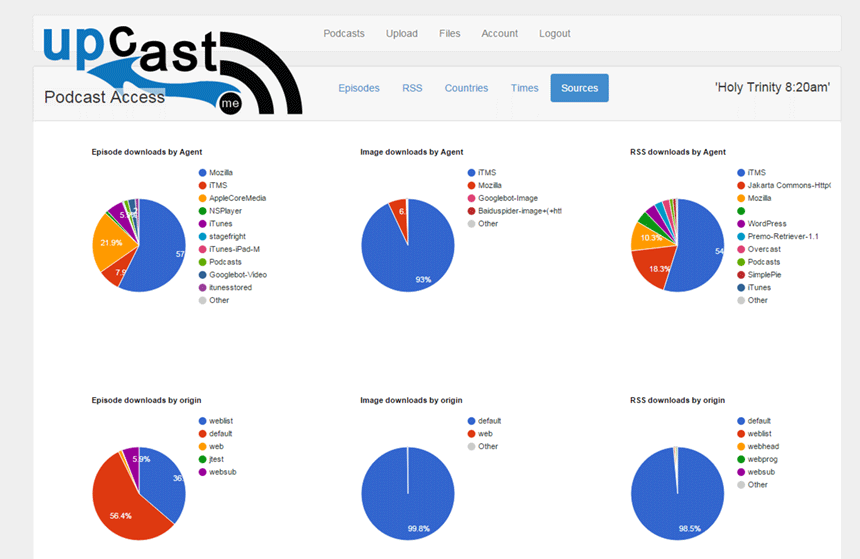 upcast
me
Podcasts Upload Files Account Logout
Podcast Access
Episodes RSS Countries Times Sources
'Holy Trinity 8:20am'
Episode downloads by Agent
Mozilla
iTMS
AppleCoreMedia
NSPlayer
iTunes
stagefright
iTunes-iPad-M
Podcasts
Googlebot-Video
itunesstored
Other
57
7.9
21.9%
Image downloads by Agent
iTMS
Mozilla
Googlebot-Image
Baiduspider-image+(+htt
Other
6.
93%
RSS downloads by Agent
iTMS
Jakarta Commons-HttpC
Mozilla
WordPress
Premo-Retriever-1.1
Overcast
Podcasts
SimplePie
iTunes
Other
54
18.3%
10.3%
Episode downloads by origin
weblist
default
web
jtest
websub
5.9%
36.
56.4%
Image downloads by origin
default
web
Other
99.8%
RSS downloads by origin
default
weblist
webhead
webprog
websub
Other
98.5%